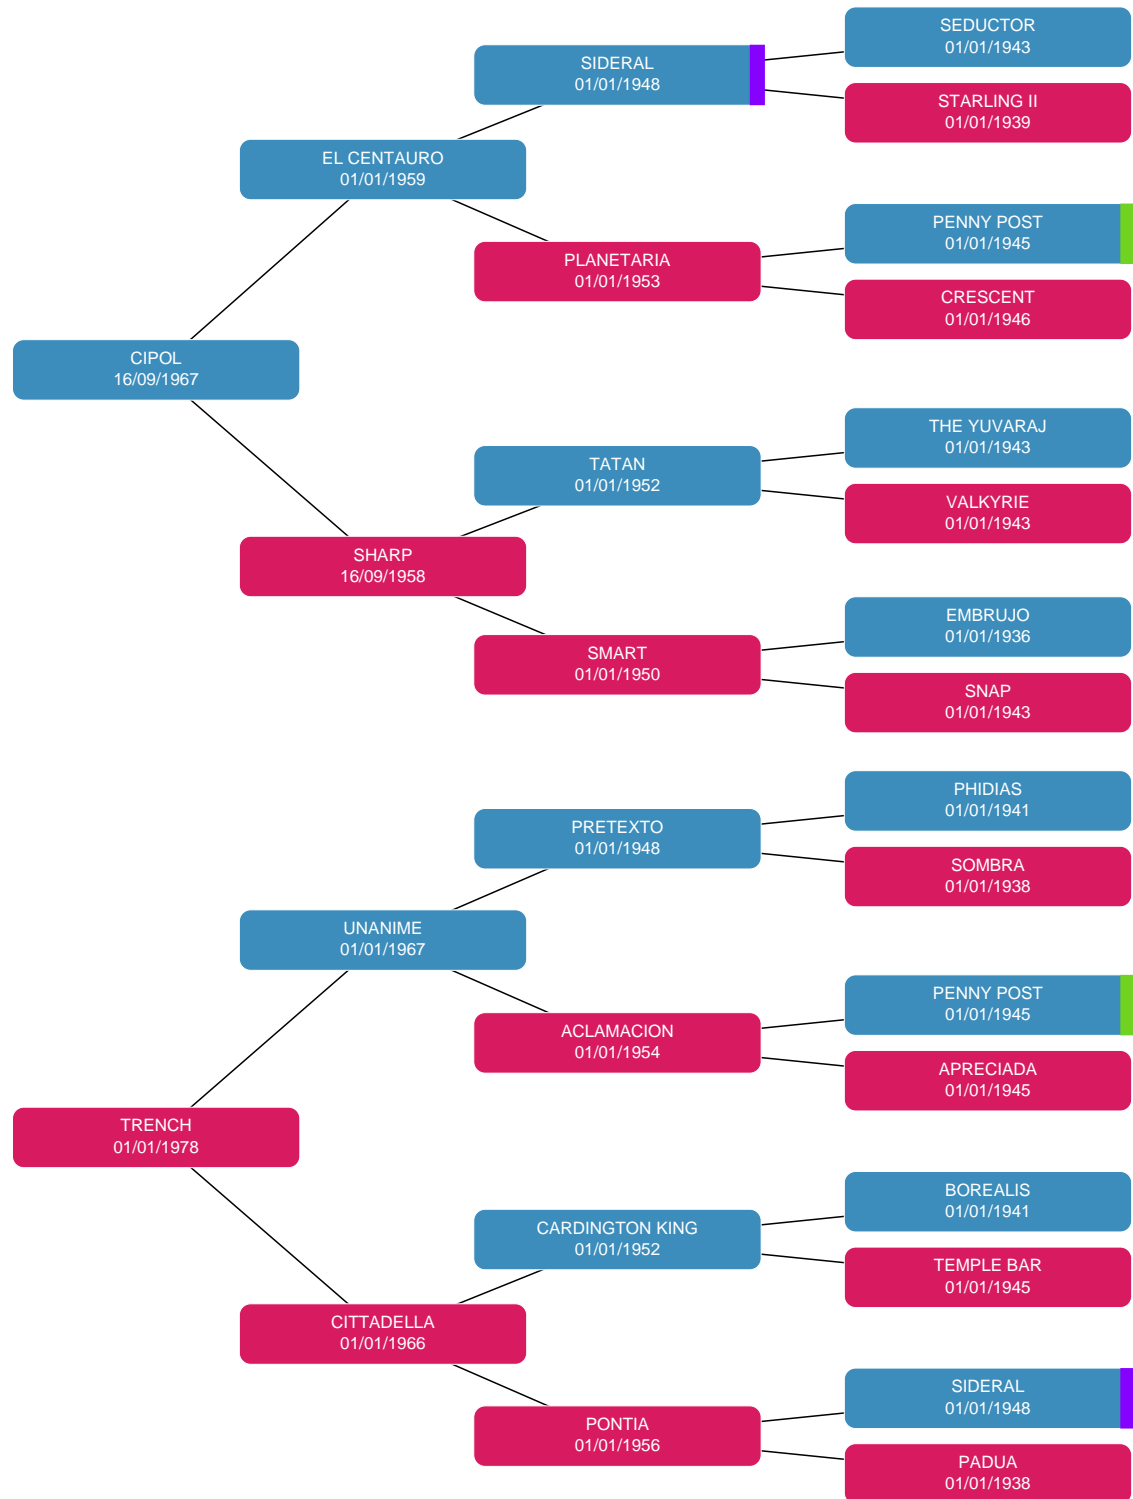 SEDUCTOR
01/01/1943
SIDERAL
01/01/1948
STARLING II
01/01/1939
EL CENTAURO
01/01/1959
PENNY POST
01/01/1945
PLANETARIA
01/01/1953
CRESCENT
01/01/1946
CIPOL
16/09/1967
THE YUVARAJ
01/01/1943
TATAN
01/01/1952
VALKYRIE
01/01/1943
SHARP
16/09/1958
EMBRUJO
01/01/1936
SMART
01/01/1950
SNAP
01/01/1943
PHIDIAS
01/01/1941
PRETEXTO
01/01/1948
SOMBRA
01/01/1938
UNANIME
01/01/1967
PENNY POST
01/01/1945
ACLAMACION
01/01/1954
APRECIADA
01/01/1945
TRENCH
01/01/1978
BOREALIS
01/01/1941
CARDINGTON KING
01/01/1952
TEMPLE BAR
01/01/1945
CITTADELLA
01/01/1966
SIDERAL
01/01/1948
PONTIA
01/01/1956
PADUA
01/01/1938